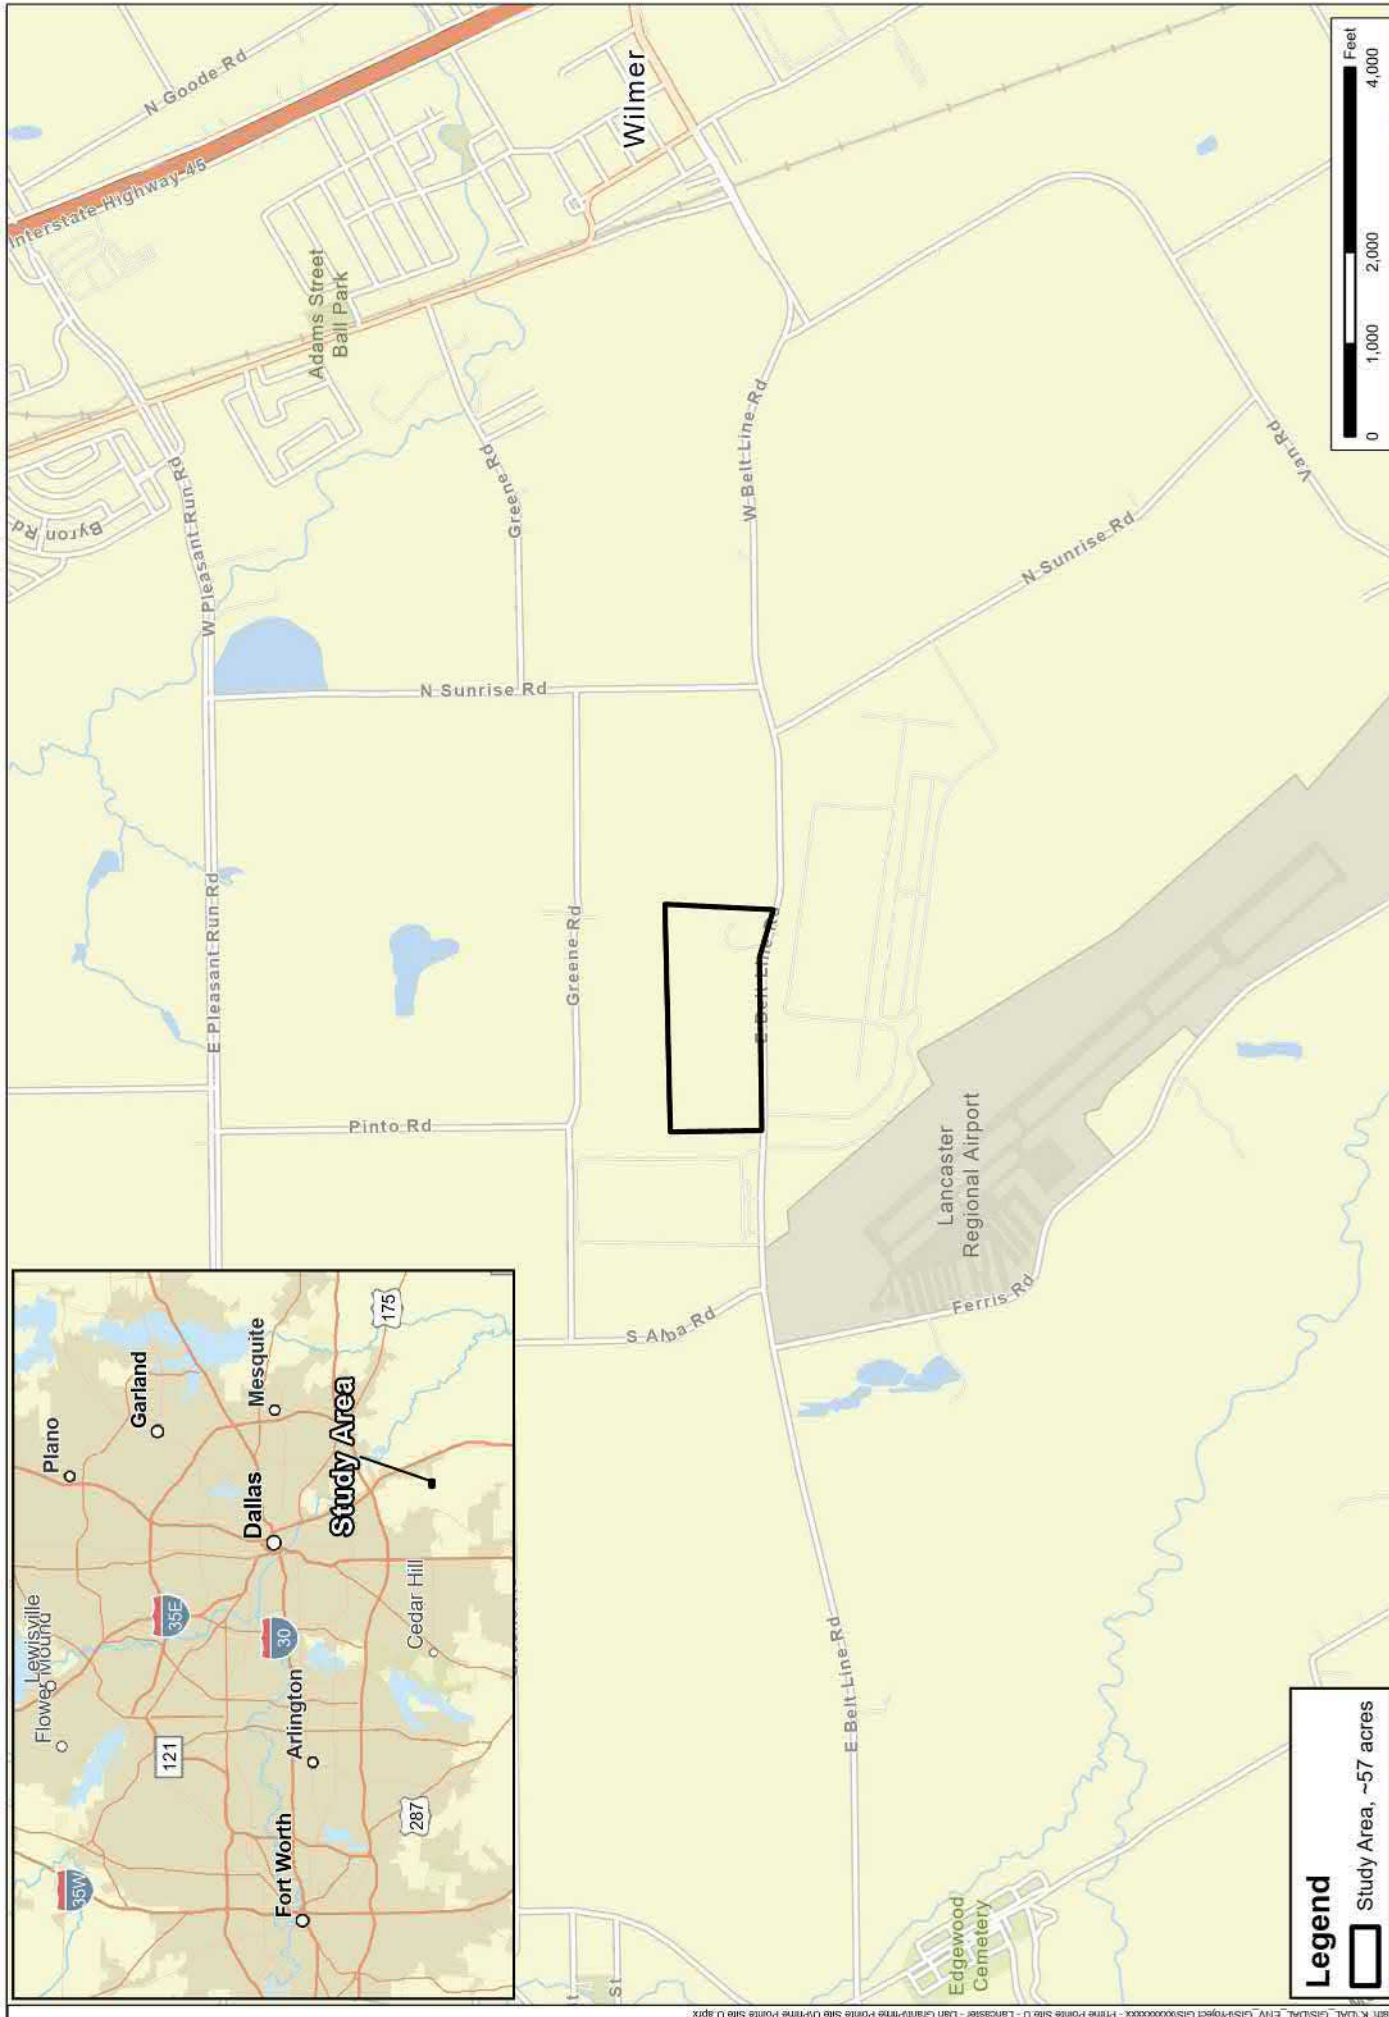 Flower Mound
Lewisville
Plano
35W
121
35E
Garland
Fort Worth
Arlington
30
Dallas
Mesquite
Study Area
287
Cedar Hill
175
N Goode Rd
Interstate Highway 45
Byron Rd
W Pleasant Run Rd
E Pleasant Run Rd
Adams Street
Ball Park
Pinto Rd
N Sunrise Rd
Greene Rd
Greene Rd
Wilmer
S Alba Rd
St
E Belt Line Rd
W Belt Line Rd
E Belt Line Rd
Lancaster
Regional Airport
Ferris Rd
N Sunrise Rd
Van Rd
Edgewood
Cemetery
Legend
Study Area, ~57 acres
0 1,000 2,000 4,000
Feet